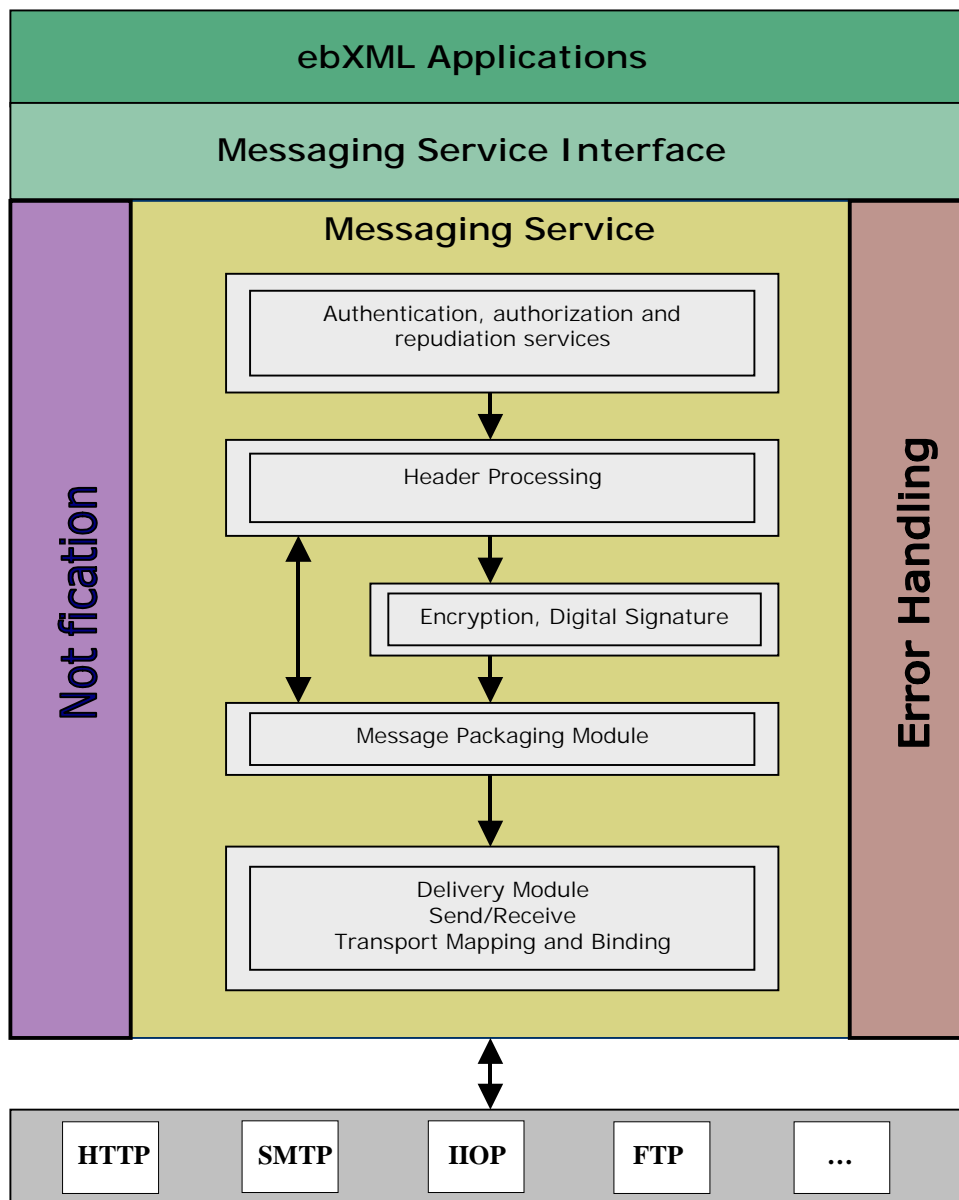 ebXML Applications
Messaging Service Interface
Messaging Service
Authentication, authorization and
repudiation services
Header Processing
Encryption, Digital Signature
Message Packaging Module
Delivery Module
Send/Receive
Transport Mapping and Binding
Not fication
Error Handling
HTTP
SMTP
IIOP
FTP
...